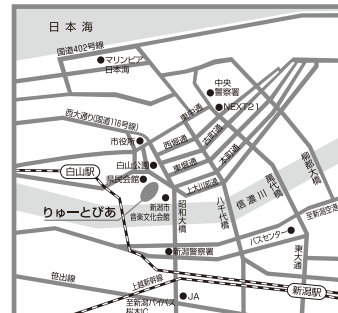 日本海
国道402号線
マリンピア
日本海
中央
警察署
NEXT21
西大通り(国道116号線)
東中通
市役所
西堀通
古町通
白山公園
東堀通
本町通
柳都大橋
白山駅
県民会館
上大川前通
萬代橋
信濃川
りゅーとぴあ
新潟市
音楽文化会館
昭和大橋
八千代橋
至新潟空港
バスセンター
新潟警察署
東大通
笹出線
上越新幹線
新潟駅
至新潟バイパス
桜木IC
JA